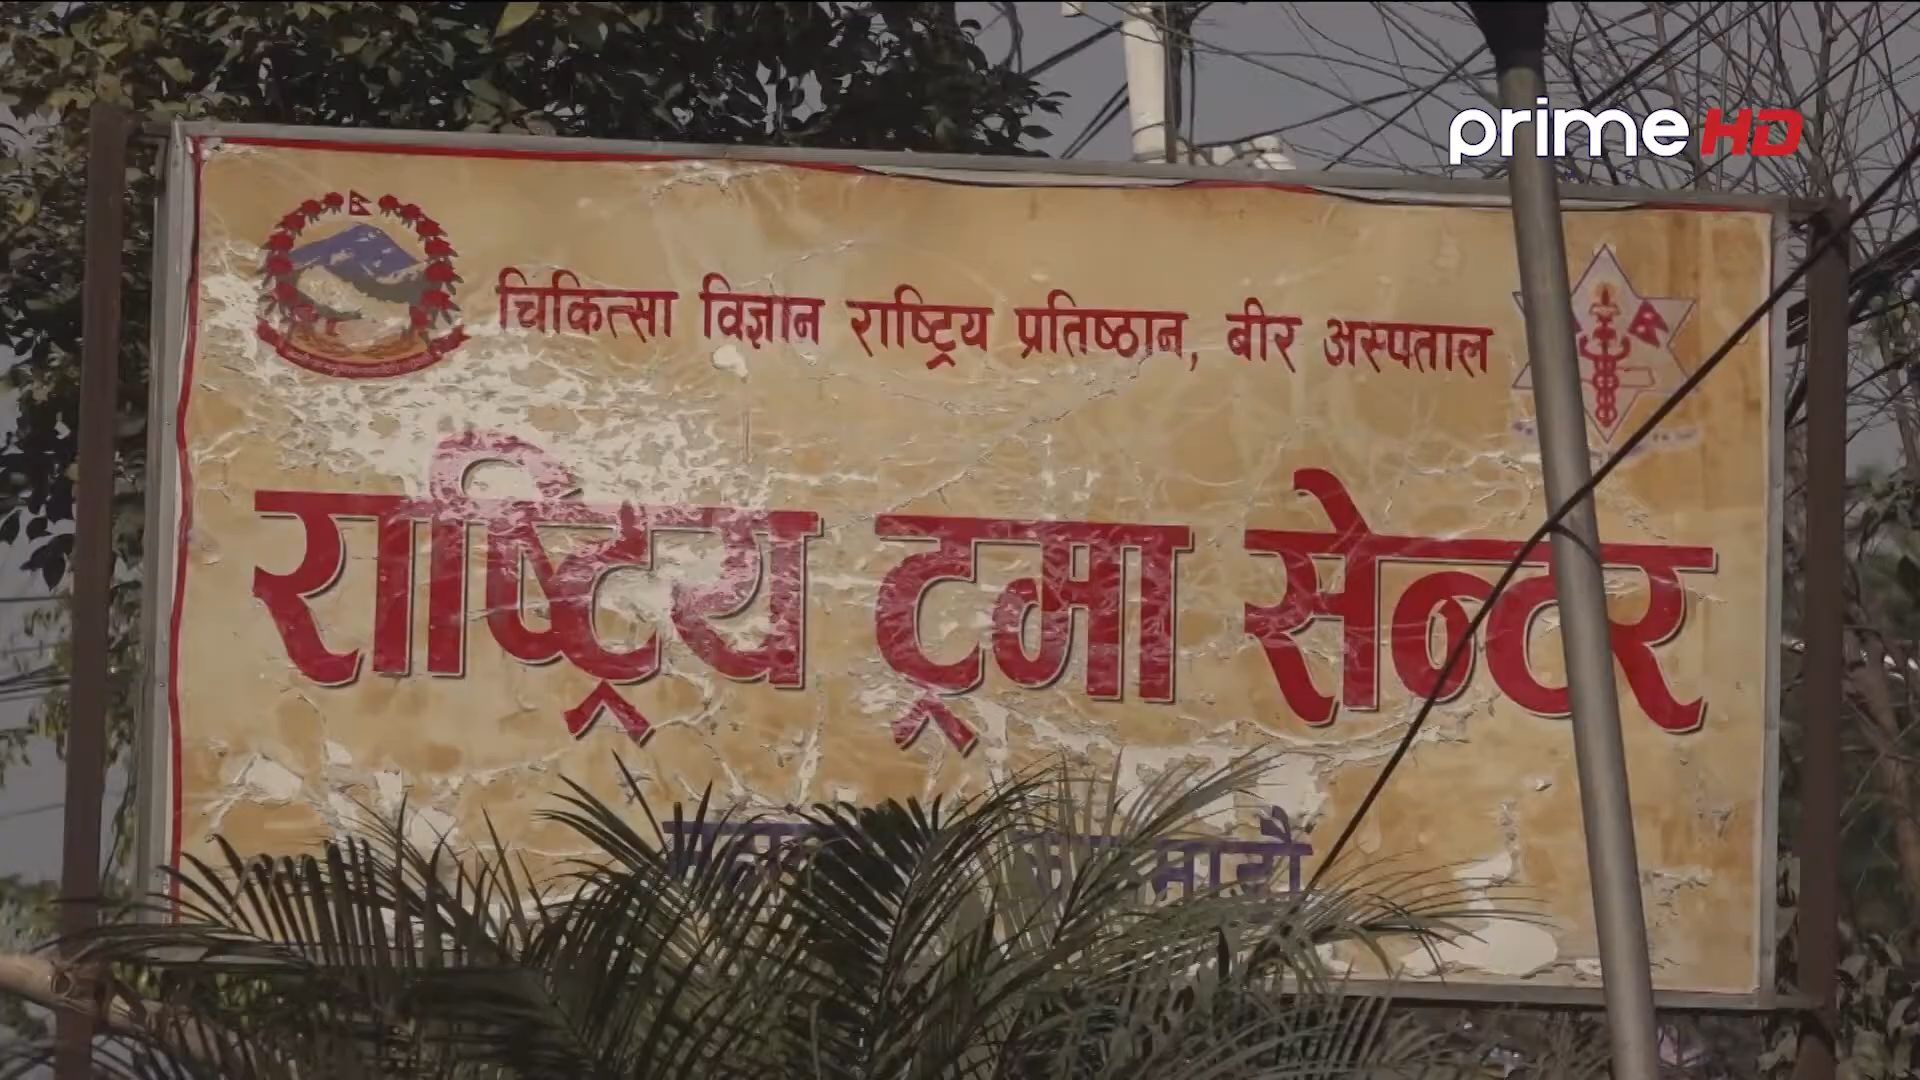 prime HD
चिकित्सा विज्ञान राष्ट्रिय प्रतिष्ठान, बीर अस्पताल
राष्ट्रिय ट्रमा सेन्टर